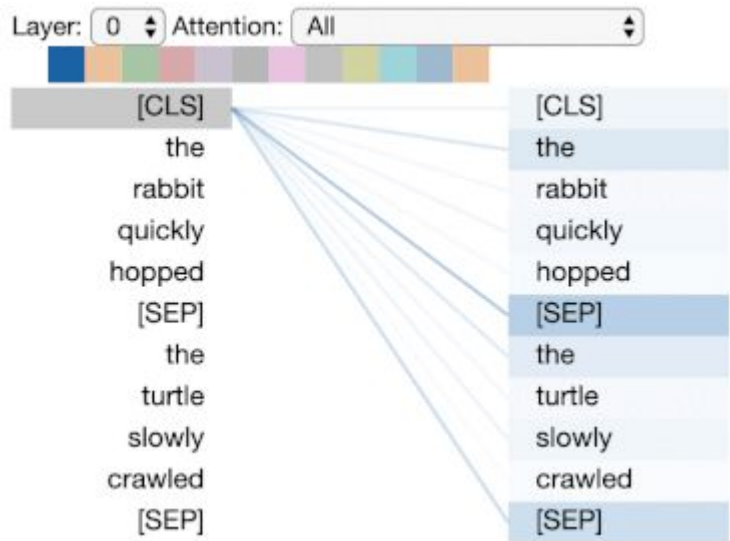 Layer: 0 Attention: All
[CLS] [CLS]
the the
rabbit rabbit
quickly quickly
hopped hopped
[SEP] [SEP]
the the
turtle turtle
slowly slowly
crawled crawled
[SEP] [SEP]